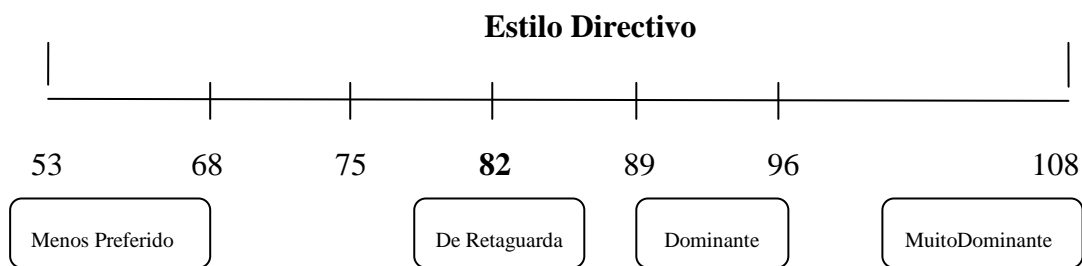 Estilo Directivo
53 68 75 82 89 96 108
Menos Preferido De Retaguarda Dominante MuitoDominante